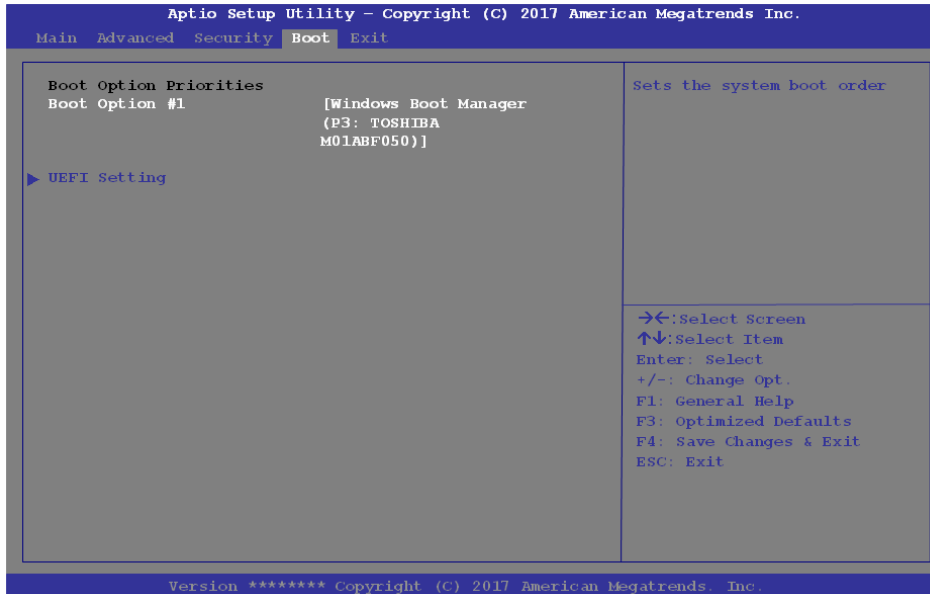 Aptio Setup Utility – Copyright (C) 2017 American Megatrends Inc.
Main Advanced Security Boot Exit
Boot Option Priorities
Boot Option #1 [Windows Boot Manager
(P3: TOSHIBA
M01ABF050)]
UEFI Setting
Sets the system boot order
→←:Select Screen
↑↓:Select Item
Enter: Select
+/-: Change Opt.
F1: General Help
F3: Optimized Defaults
F4: Save Changes & Exit
ESC: Exit
Version ******** Copyright (C) 2017 American Megatrends. Inc.